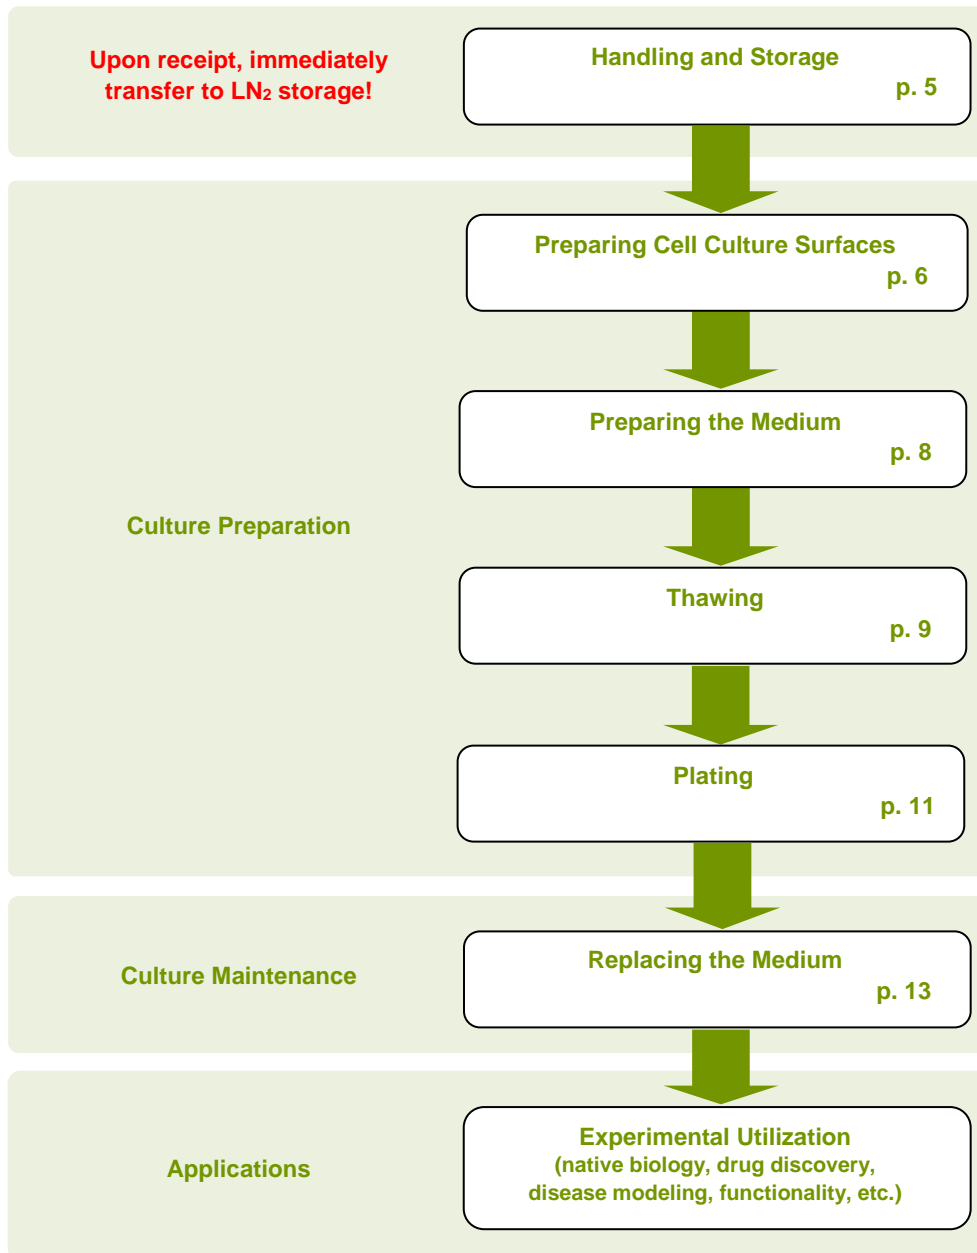 Upon receipt, immediately
transfer to LN₂ storage!
Handling and Storage
p. 5
Culture Preparation
Preparing Cell Culture Surfaces
p. 6
Preparing the Medium
p. 8
Thawing
p. 9
Plating
p. 11
Culture Maintenance
Replacing the Medium
p. 13
Applications
Experimental Utilization
(native biology, drug discovery,
disease modeling, functionality, etc.)